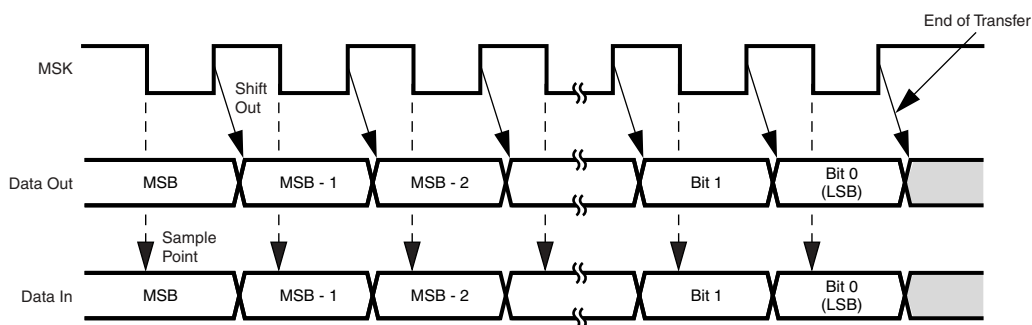 End of Transfer
MSK
Shift
Out
Data Out
MSB
MSB - 1
MSB - 2
Bit 1
Bit 0
(LSB)
Sample
Point
Data In
MSB
MSB - 1
MSB - 2
Bit 1
Bit 0
(LSB)